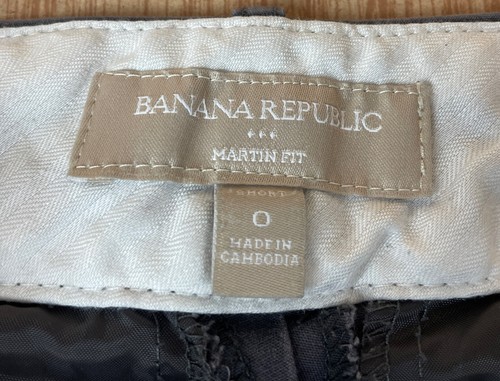 BANANA REPUBLIC
MARTIN FIT
SHORT
0
MADE IN
CAMBODIA